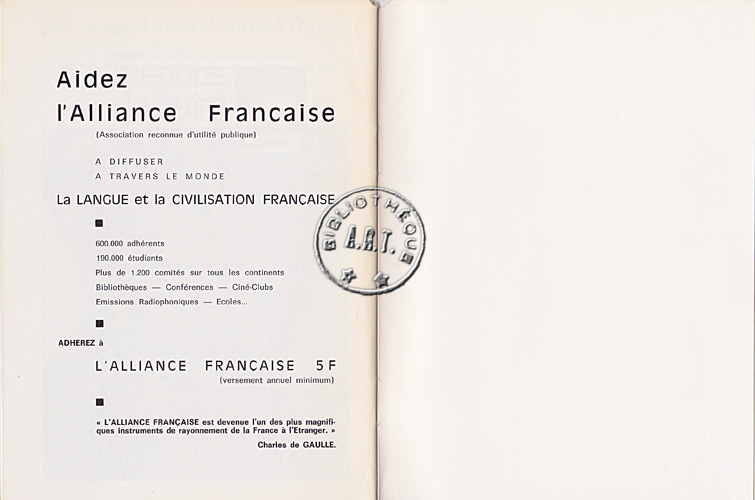 Aidez
l'Alliance Francaise
(Association reconnue d'utilité publique)
A DIFFUSER
A TRAVERS LE MONDE
La LANGUE et la CIVILISATION FRANÇAISE
600.000 adhérents
190.000 étudiants
Plus de 1.200 comités sur tous les continents
Bibliothèques — Conférences — Ciné-Clubs
Emissions Radiophoniques — Ecoles...
ADHEREZ à
L'ALLIANCE FRANÇAISE 5 F
(versement annuel minimum)
« L'ALLIANCE FRANÇAISE est devenue l'un des plus magnifi-
ques instruments de rayonnement de la France à l'Etranger. »
Charles de GAULLE.
BIBLIOTHÈQUE
A.R.T.